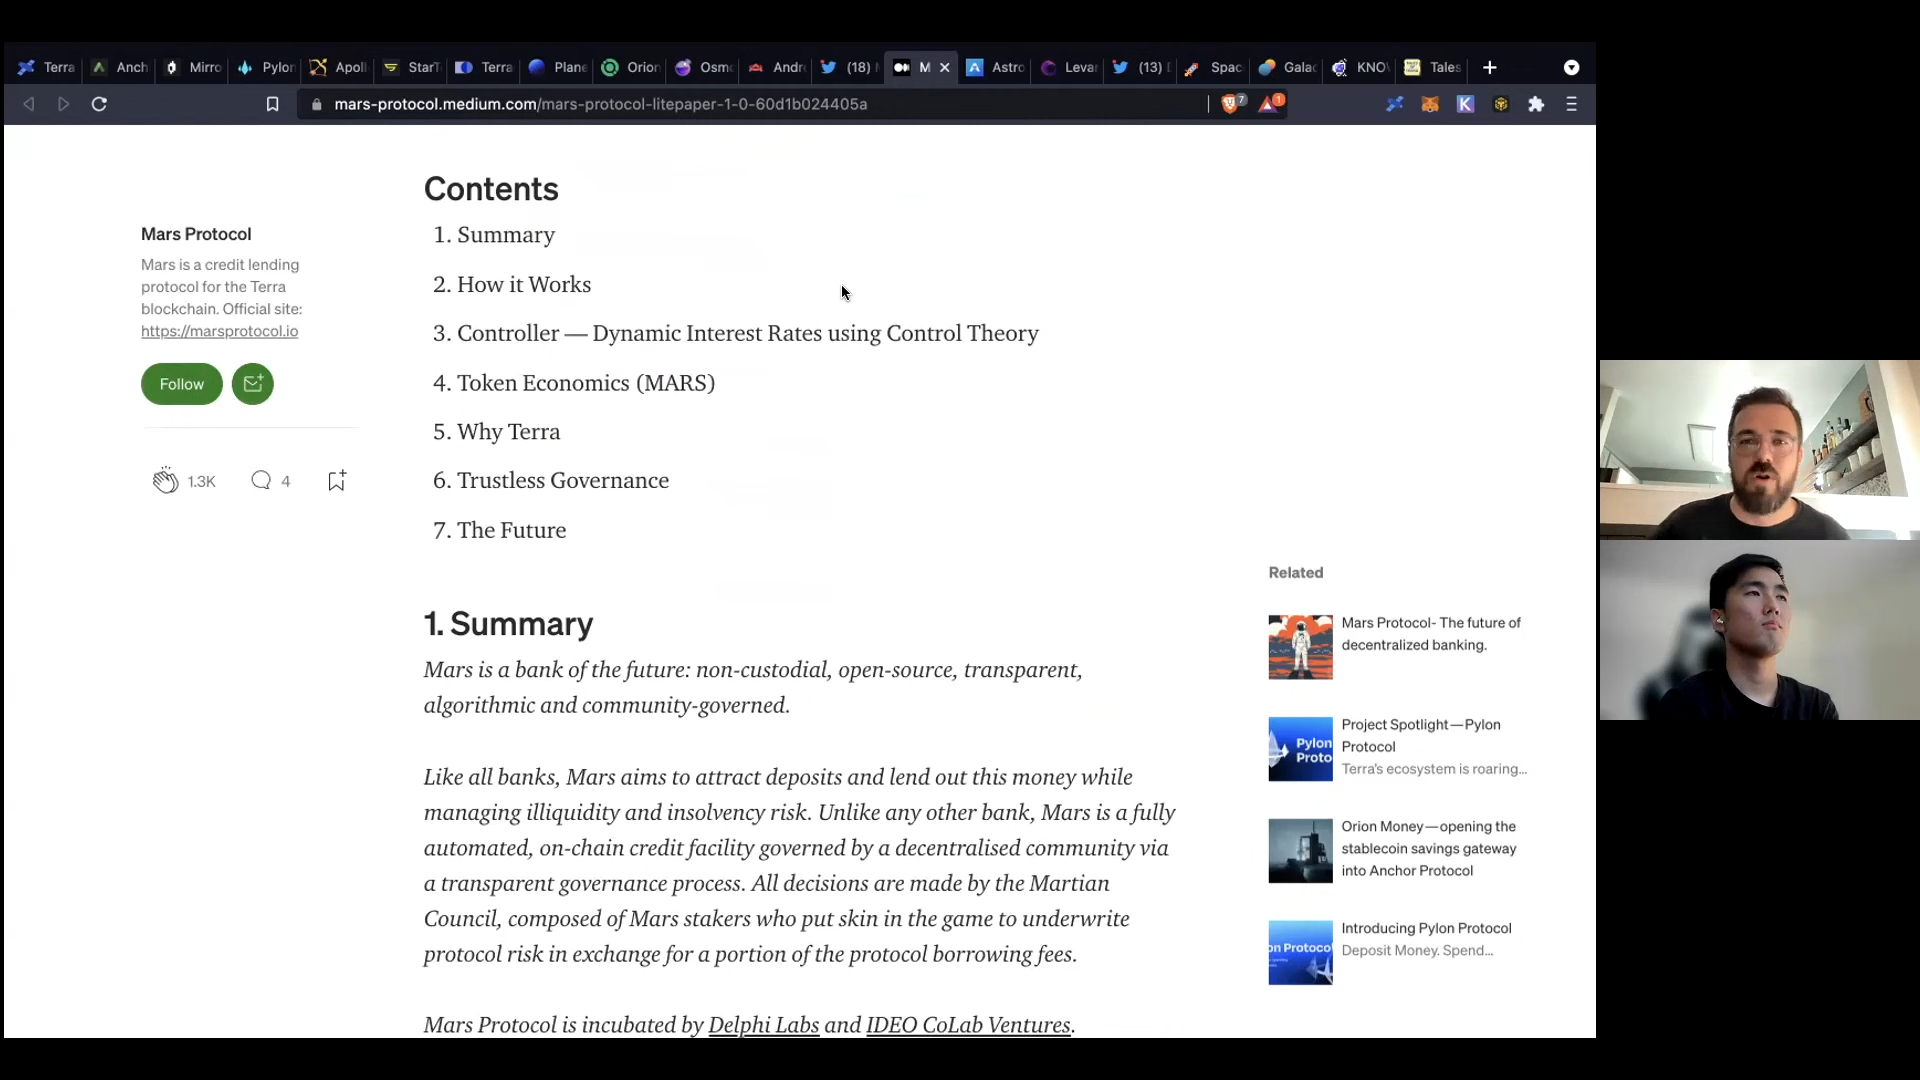 Terra
Anch
Mirro
Pylon
Apoll
StarT
Terra
Plane
Orion
Osmo
Andr
(18)
M
Astro
Leva
(13)
Spac
Galac
KNOW
Tales
mars-protocol.medium.com/mars-protocol-litepaper-1-0-60d1b024405a
7
1
K
Contents
1. Summary
2. How it Works
3. Controller — Dynamic Interest Rates using Control Theory
4. Token Economics (MARS)
5. Why Terra
6. Trustless Governance
7. The Future
Mars Protocol
Mars is a credit lending
protocol for the Terra
blockchain. Official site:
https://marsprotocol.io
Follow
1.3K
4
1. Summary
Mars is a bank of the future: non-custodial, open-source, transparent,
algorithmic and community-governed.
Like all banks, Mars aims to attract deposits and lend out this money while
managing illiquidity and insolvency risk. Unlike any other bank, Mars is a fully
automated, on-chain credit facility governed by a decentralised community via
a transparent governance process. All decisions are made by the Martian
Council, composed of Mars stakers who put skin in the game to underwrite
protocol risk in exchange for a portion of the protocol borrowing fees.
Mars Protocol is incubated by Delphi Labs and IDEO CoLab Ventures.
Related
Mars Protocol- The future of
decentralized banking.
Pylon
Proto
Project Spotlight—Pylon
Protocol
Terra's ecosystem is roaring...
Orion Money—opening the
stablecoin savings gateway
into Anchor Protocol
on Protocol
Introducing Pylon Protocol
Deposit Money. Spend...